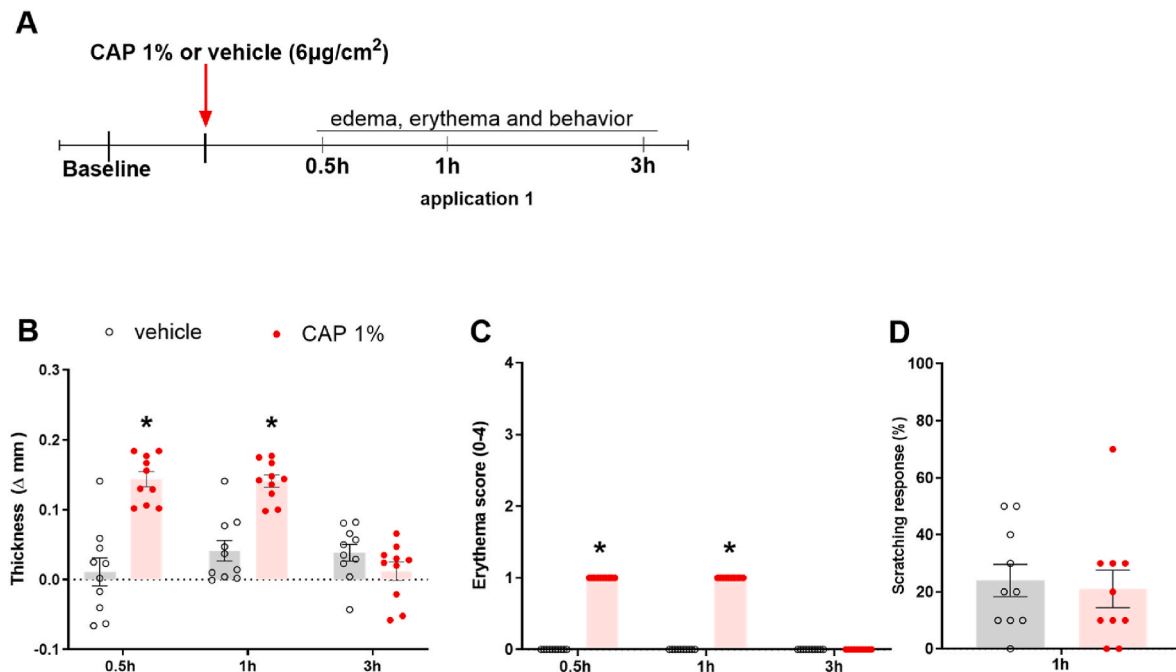 A
CAP 1% or vehicle (6µg/cm²)
edema, erythema and behavior
Baseline
0.5h
1h
3h
application 1
B
vehicle
CAP 1%
Thickness (Δ mm)
0.3
0.2
0.1
0.0
-0.1
*
*
0.5h
1h
3h
C
Erythema score (0-4)
4
3
2
1
0
*
*
0.5h
1h
3h
D
Scratching response (%)
100
80
60
40
20
0
1h